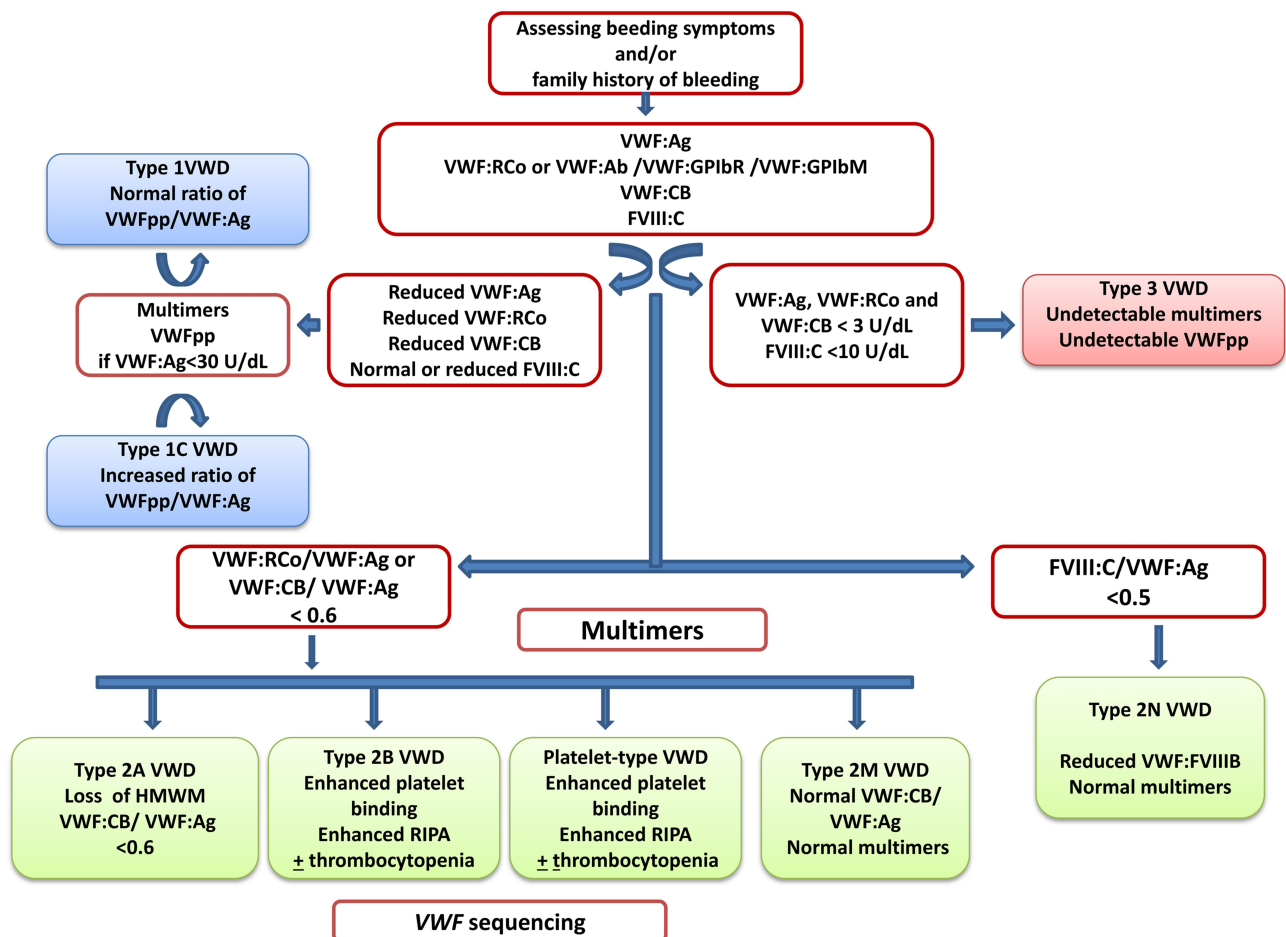 Assessing beeding symptoms
and/or
family history of bleeding
VWF:Ag
VWF:RCo or VWF:Ab /VWF:GPIbR /VWF:GPIbM
VWF:CB
FVIII:C
Type 1VWD
Normal ratio of
VWFpp/VWF:Ag
Multimers
VWFpp
if VWF:Ag<30 U/dL
Type 1C VWD
Increased ratio of
VWFpp/VWF:Ag
Reduced VWF:Ag
Reduced VWF:RCo
Reduced VWF:CB
Normal or reduced FVIII:C
VWF:Ag, VWF:RCo and
VWF:CB < 3 U/dL
FVIII:C <10 U/dL
Type 3 VWD
Undetectable multimers
Undetectable VWFpp
VWF:RCo/VWF:Ag or
VWF:CB/ VWF:Ag
< 0.6
Multimers
FVIII:C/VWF:Ag
<0.5
Type 2A VWD
Loss of HMWM
VWF:CB/ VWF:Ag
<0.6
Type 2B VWD
Enhanced platelet
binding
Enhanced RIPA
± thrombocytopenia
Platelet-type VWD
Enhanced platelet
binding
Enhanced RIPA
± thrombocytopenia
Type 2M VWD
Normal VWF:CB/
VWF:Ag
Normal multimers
Type 2N VWD
Reduced VWF:FVIIIB
Normal multimers
VWF sequencing